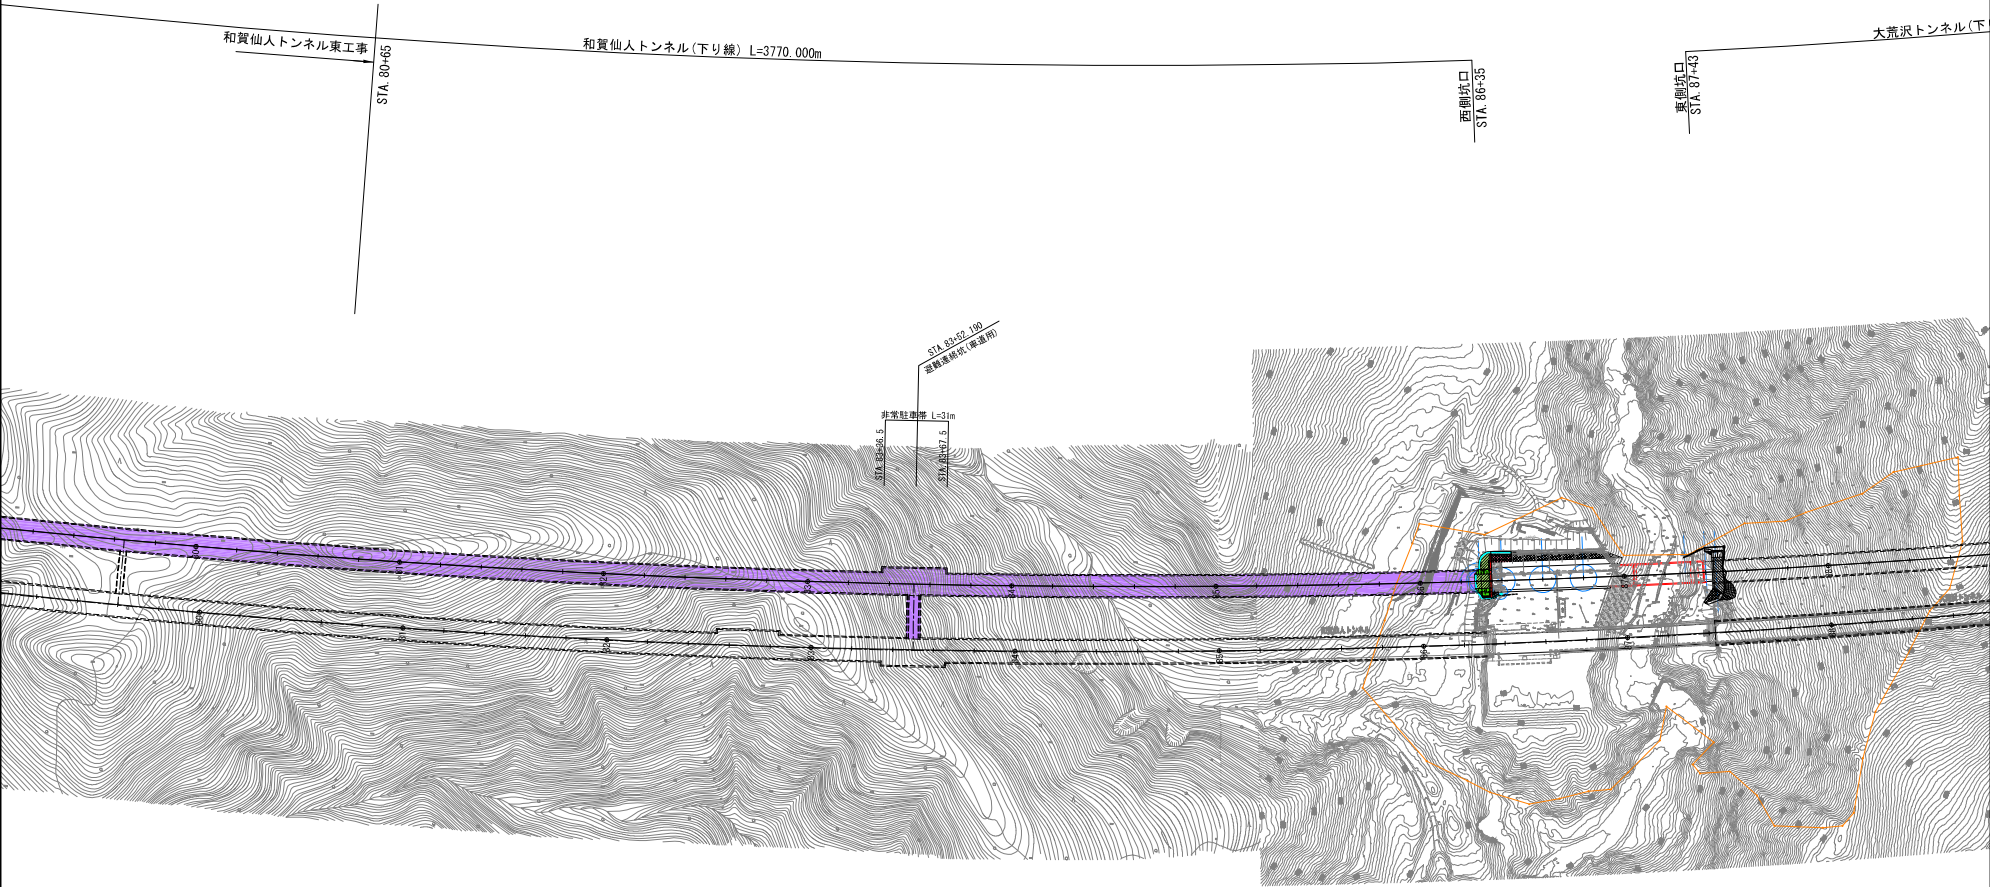 和賀仙人トンネル東工事
STA.80+65
和賀仙人トンネル(下り線) L=3770.000m
西側坑口
STA.86+35
東側坑口
STA.87+43
大荒沢トンネル(下
STA.83+52.190
避難連絡坑(車道用)
非常駐車帯 L=31m
STA.83+36.5
STA.83+67.5